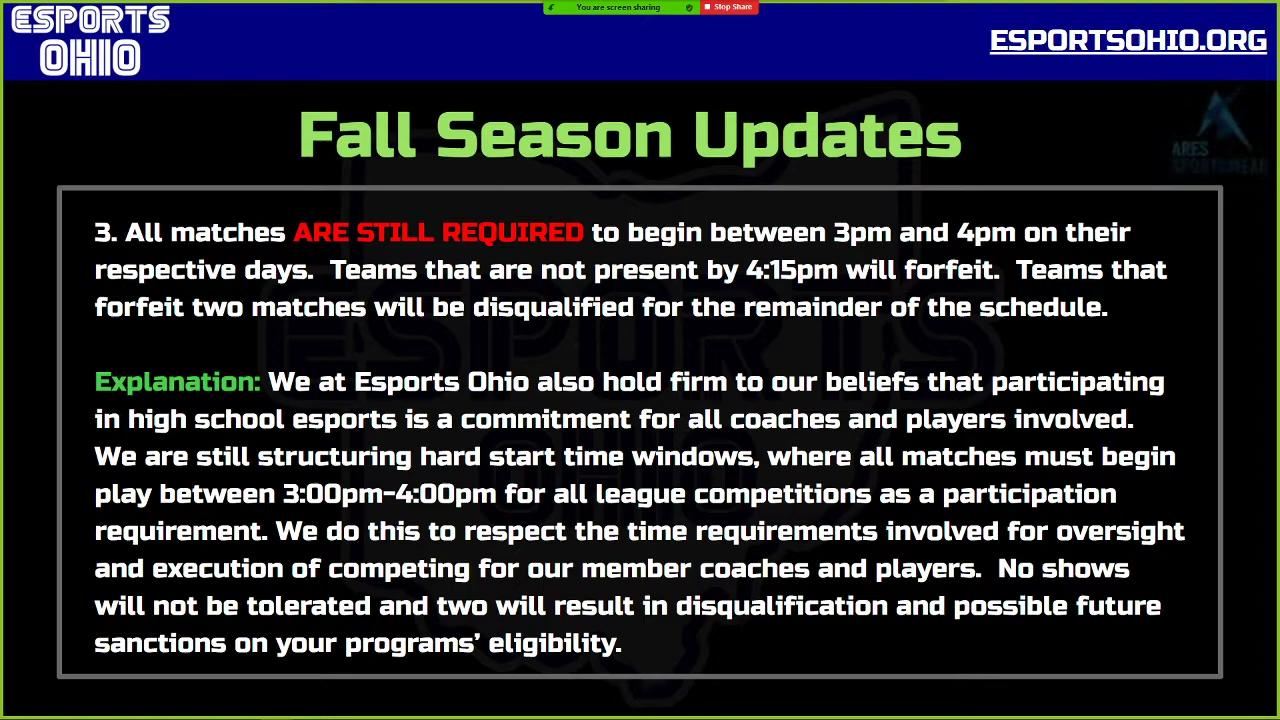 You are screen sharing
Stop Share
ESPORTS
OHIO
ESPORTSOHIO.ORG
Fall Season Updates
ARES
SPORTSWEAR
3. All matches ARE STILL REQUIRED to begin between 3pm and 4pm on their
respective days.  Teams that are not present by 4:15pm will forfeit.  Teams that
forfeit two matches will be disqualified for the remainder of the schedule.
Explanation: We at Esports Ohio also hold firm to our beliefs that participating
in high school esports is a commitment for all coaches and players involved.
We are still structuring hard start time windows, where all matches must begin
play between 3:00pm-4:00pm for all league competitions as a participation
requirement. We do this to respect the time requirements involved for oversight
and execution of competing for our member coaches and players.  No shows
will not be tolerated and two will result in disqualification and possible future
sanctions on your programs’ eligibility.
ESPORTS
OHIO